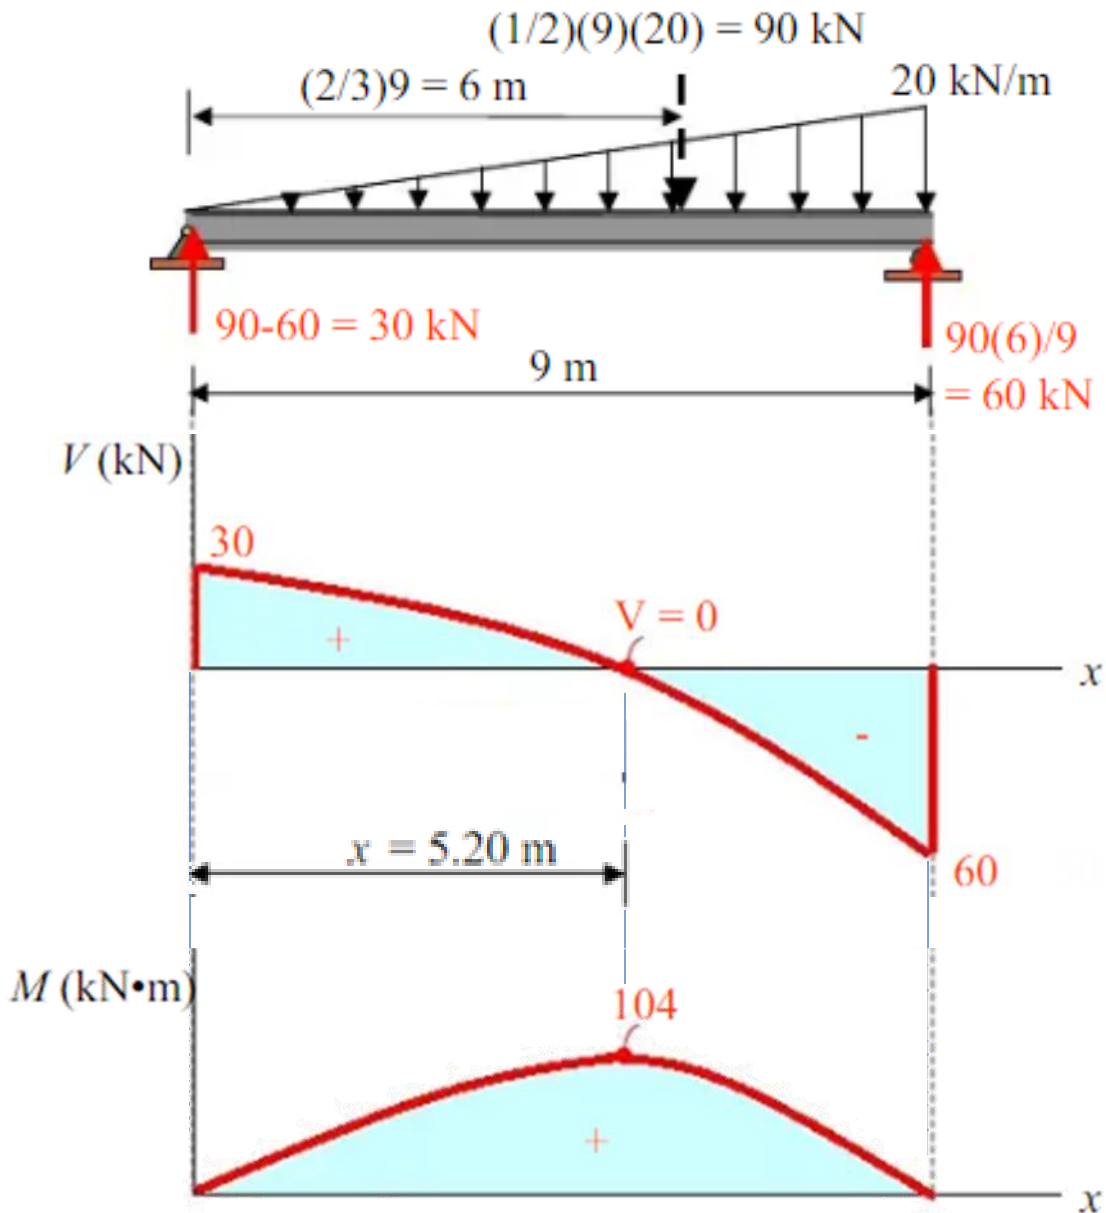 (1/2)(9)(20) = 90 kN
(2/3)9 = 6 m
20 kN/m
90-60 = 30 kN
90(6)/9
= 60 kN
9 m
V (kN)
30
V = 0
+
x
-
x = 5.20 m
60
M (kN•m)
104
+
x